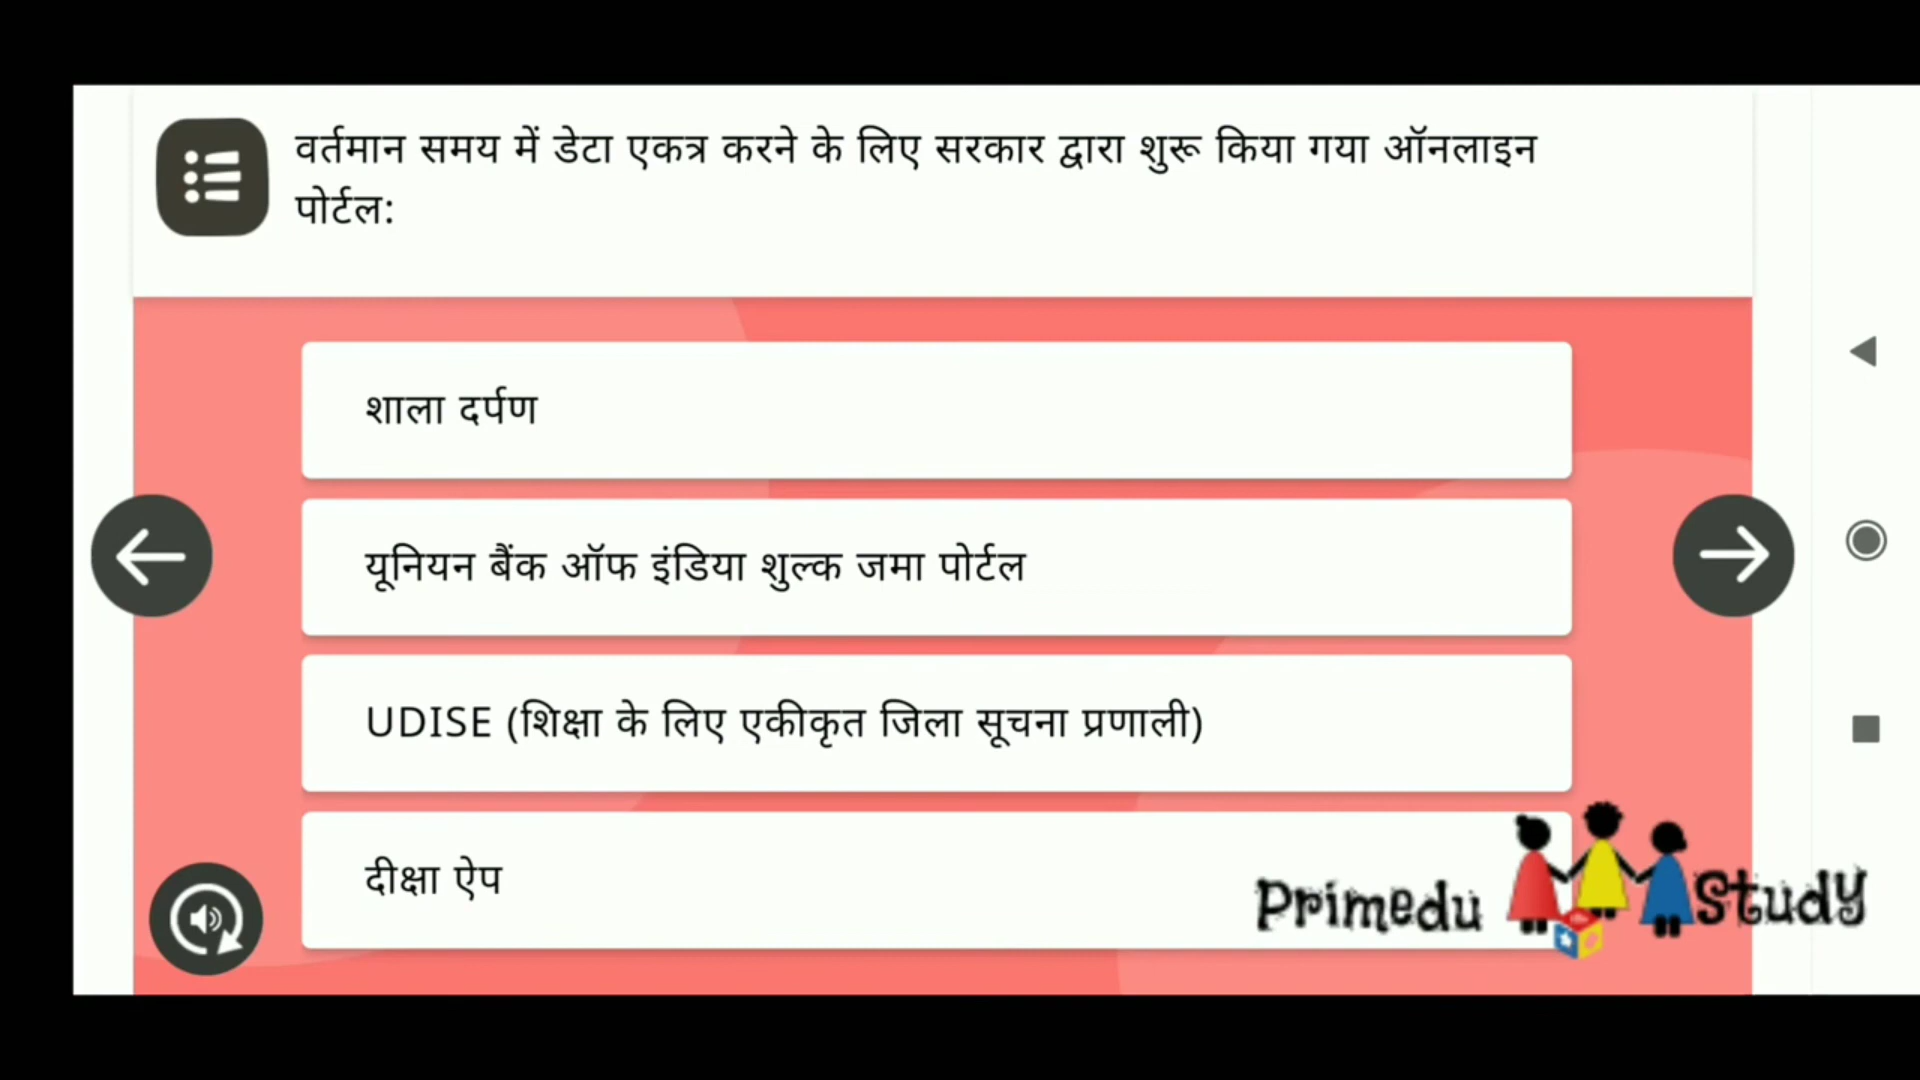 वर्तमान समय में डेटा एकत्र करने के लिए सरकार द्वारा शुरू किया गया ऑनलाइन
पोर्टल:
शाला दर्पण
यूनियन बैंक ऑफ इंडिया शुल्क जमा पोर्टल
UDISE (शिक्षा के लिए एकीकृत जिला सूचना प्रणाली)
दीक्षा ऐप
Primedu Study